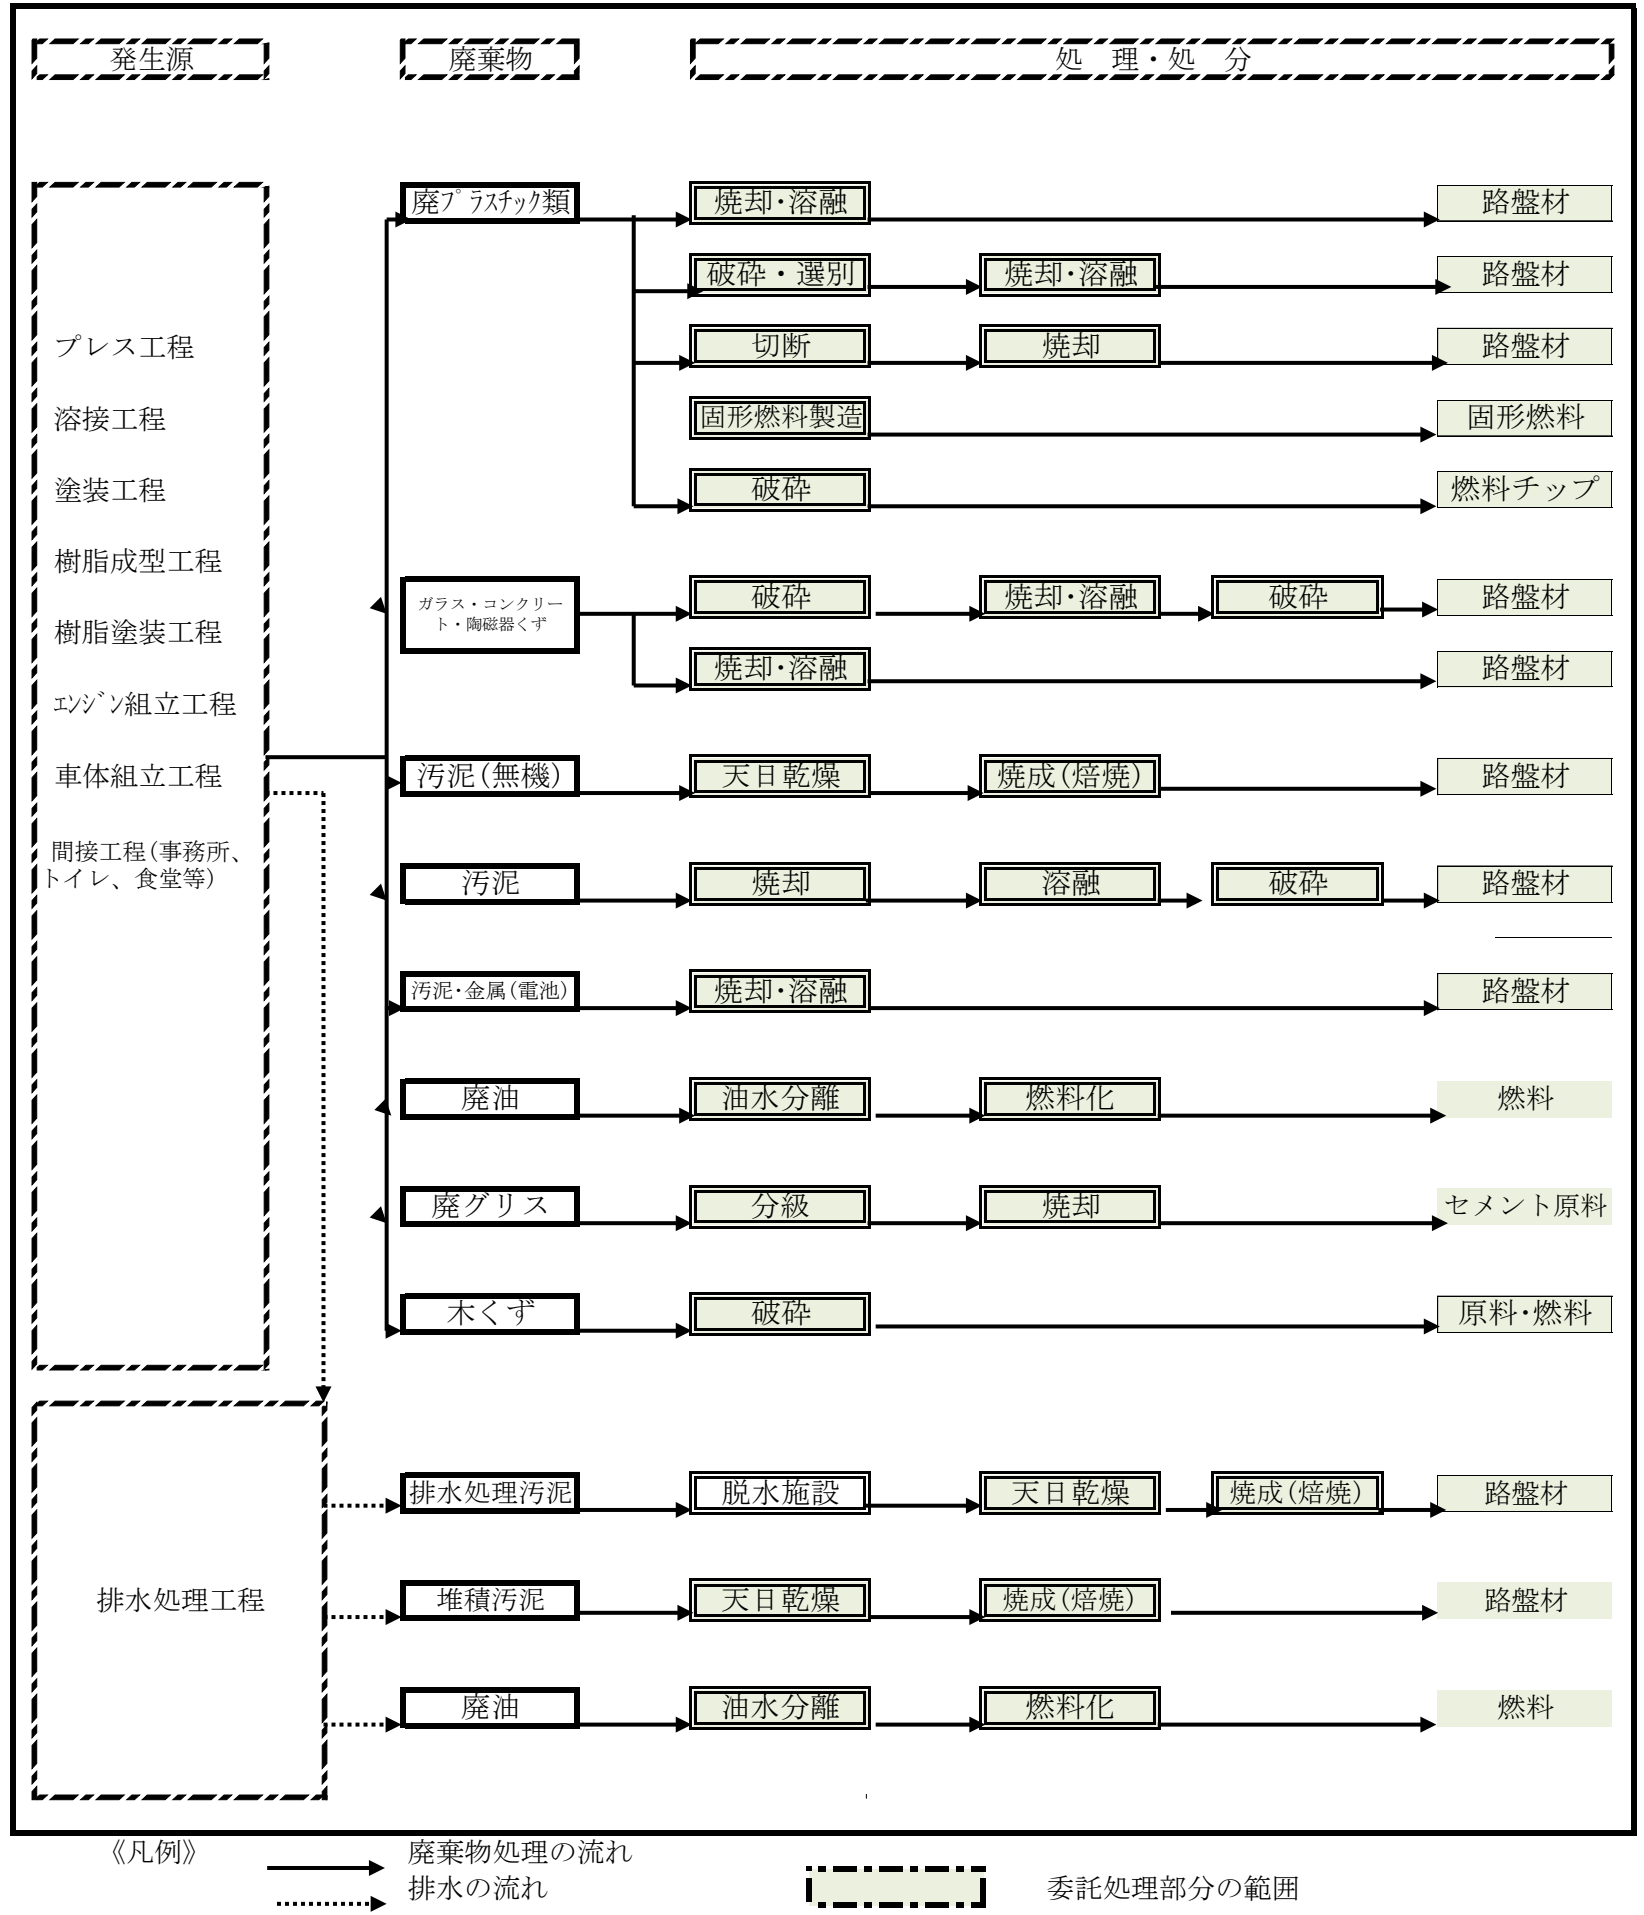 発生源
廃棄物
処　理・処　分
プレス工程
溶接工程
塗装工程
樹脂成型工程
樹脂塗装工程
ｴﾝｼﾞﾝ組立工程
車体組立工程
間接工程(事務所、
トイレ、食堂等)
廃ﾌﾟﾗｽﾁｯｸ類
焼却・溶融
路盤材
破砕・選別
焼却・溶融
路盤材
切断
焼却
路盤材
固形燃料製造
固形燃料
破砕
燃料チップ
ガラス・コンクリー
ト・陶磁器くず
破砕
焼却・溶融
破砕
路盤材
焼却・溶融
路盤材
汚泥(無機)
天日乾燥
焼成(焙焼)
路盤材
汚泥
焼却
溶融
破砕
路盤材
汚泥・金属(電池)
焼却・溶融
路盤材
廃油
油水分離
燃料化
燃料
廃グリス
分級
焼却
セメント原料
木くず
破砕
原料・燃料
排水処理工程
排水処理汚泥
脱水施設
天日乾燥
焼成(焙焼)
路盤材
堆積汚泥
天日乾燥
焼成(焙焼)
路盤材
廃油
油水分離
燃料化
燃料
《凡例》
廃棄物処理の流れ
排水の流れ
委託処理部分の範囲